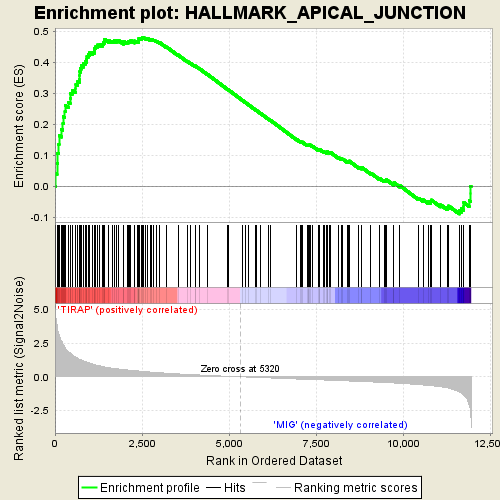 Enrichment plot: HALLMARK_APICAL_JUNCTION
Enrichment score (ES)
0.5
0.4
0.3
0.2
0.1
0.0
-0.1
Ranked list metric (Signal2Noise)
5.0
2.5
0.0
-2.5
'TIRAP' (positively correlated)
Zero cross at 5320
'MIG' (negatively correlated)
0 2,500 5,000 7,500 10,000 12,500
Rank in Ordered Dataset
Enrichment profile Hits Ranking metric scores